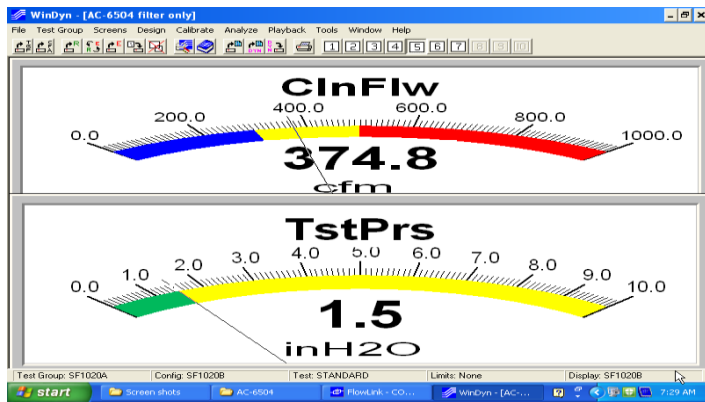 WinDyn - [AC-6504 filter only]
File Test Group Screens Design Calibrate Analyze Playback Tools Window Help
1 2 3 4 5 6 7 8 9 10
ClnFlw
0.0 200.0 400.0 600.0 800.0 1000.0
374.8
cfm
TstPrs
0.0 1.0 2.0 3.0 4.0 5.0 6.0 7.0 8.0 9.0 10.0
1.5
inH2O
Test Group: SF1020A Config: SF1020B Test: STANDARD Limits: None Display: SF1020B
start Screen shots AC-6504 FlowLink - CO... WinDyn - [AC-... 7:29 AM